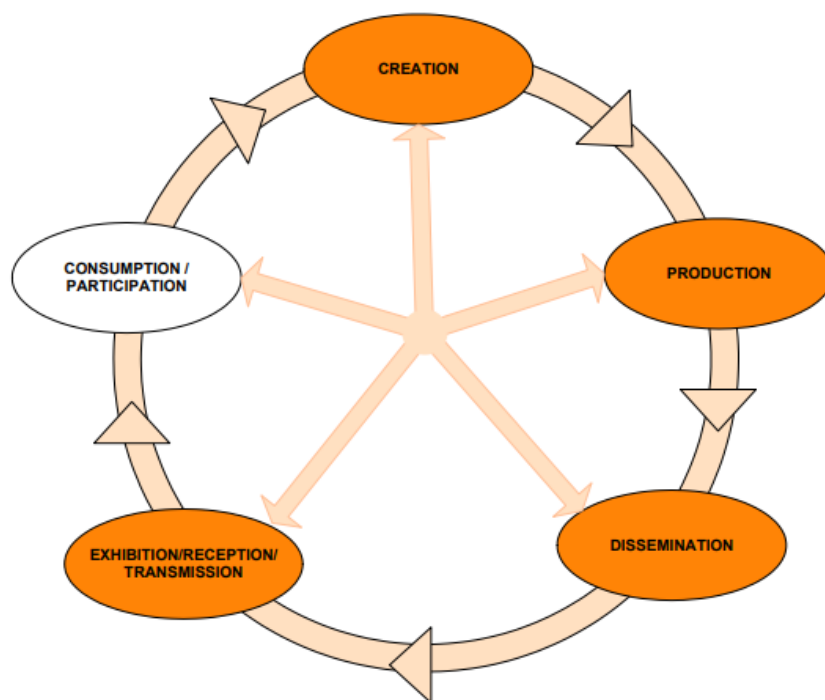 CREATION
PRODUCTION
DISSEMINATION
EXHIBITION/RECEPTION/
TRANSMISSION
CONSUMPTION /
PARTICIPATION